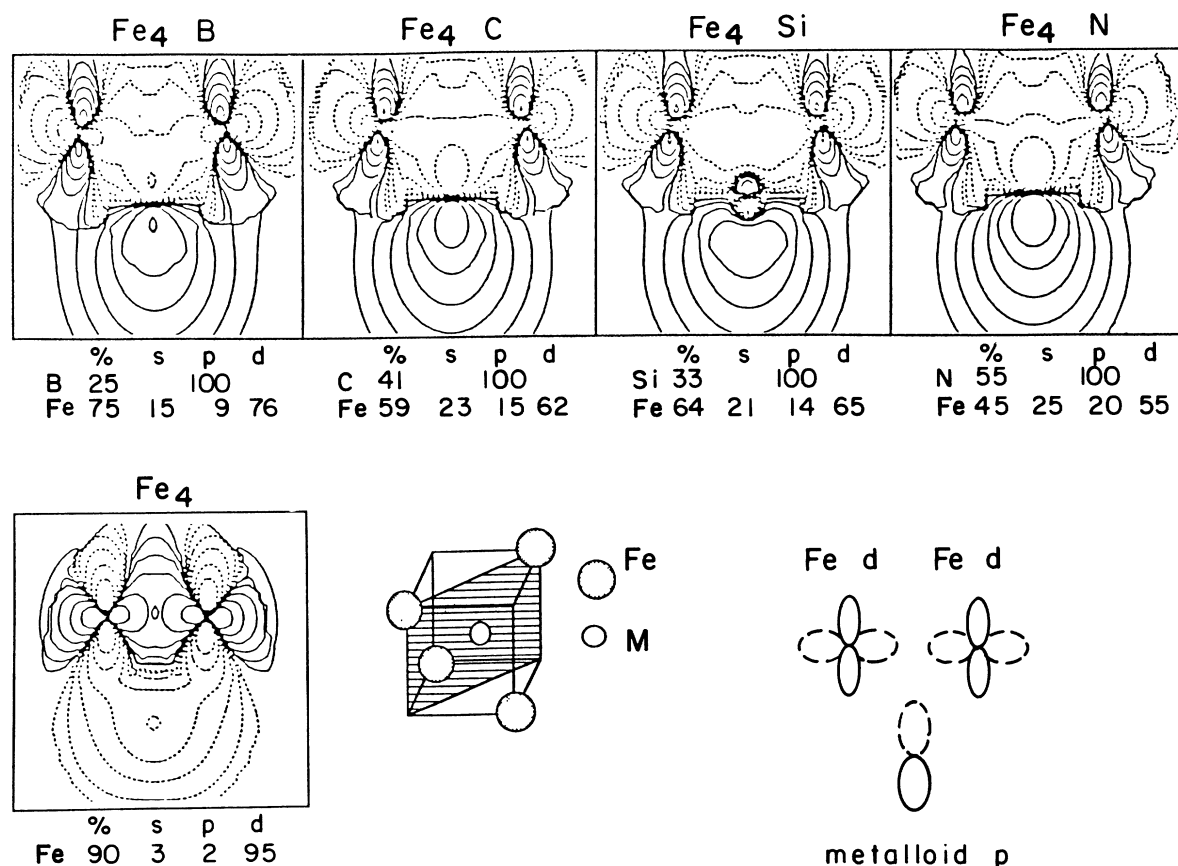 Fe4 B Fe4 C Fe4 Si Fe4 N
% s p d % s p d % s p d % s p d
B 25 100 C 41 100 Si 33 100 N 55 100
Fe 75 15 9 76 Fe 59 23 15 62 Fe 64 21 14 65 Fe 45 25 20 55
Fe4
Fe
M
Fe d Fe d
% s p d
Fe 90 3 2 95
metalloid p